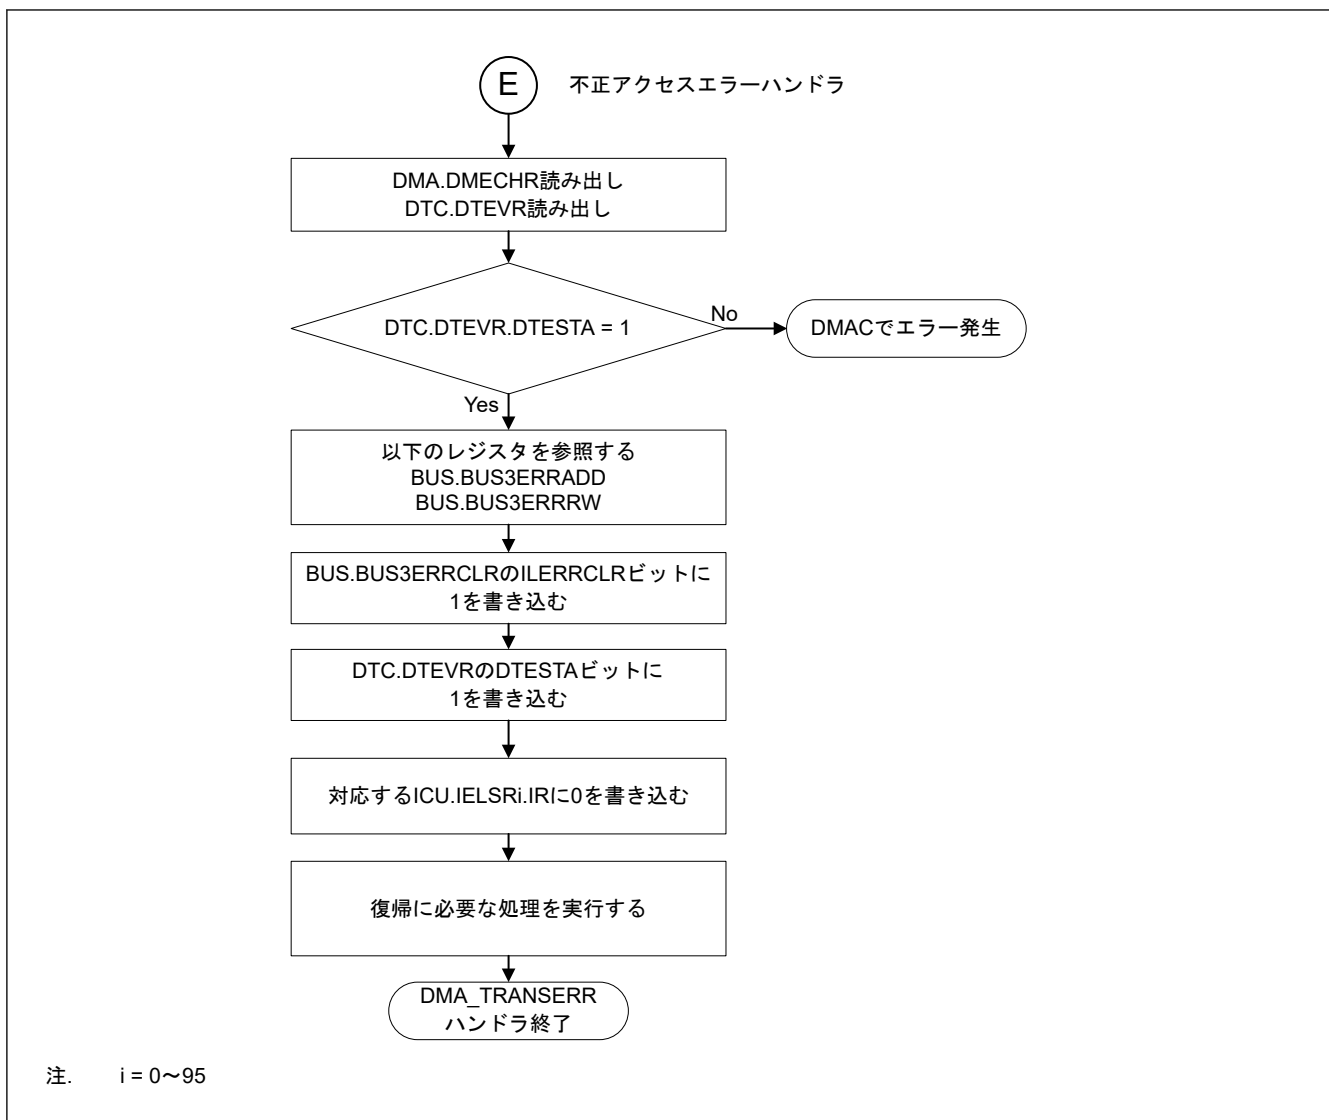 E
不正アクセスエラーハンドラ
DMA.DMECHR読み出し
DTC.DTEVR読み出し
DTC.DTEVR.DTESTA = 1
No
DMACでエラー発生
Yes
以下のレジスタを参照する
BUS.BUS3ERRADD
BUS.BUS3ERRRW
BUS.BUS3ERRCLRのILERRCLRビットに
1を書き込む
DTC.DTEVRのDTESTAビットに
1を書き込む
対応するICU.IELSRi.IRに0を書き込む
復帰に必要な処理を実行する
DMA_TRANSERR
ハンドラ終了
注. i = 0～95